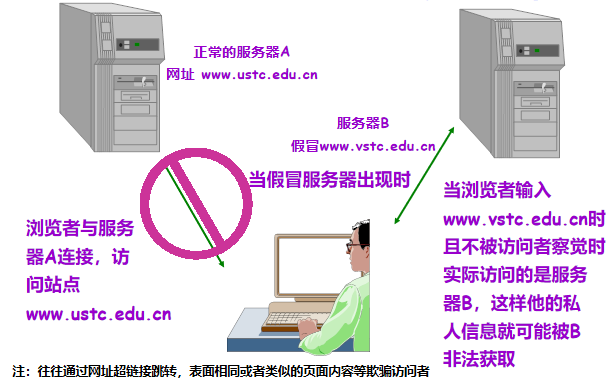 正常的服务器A
网址 www.ustc.edu.cn
服务器B
假冒www.vstc.edu.cn
当假冒服务器出现时
浏览者与服务
器A连接，访
问站点
www.ustc.edu.cn
当浏览者输入
www.vstc.edu.cn时
且不被访问者察觉时
实际访问的是服务
器B，这样他的私
人信息就可能被B
非法获取
注：往往通过网址超链接跳转，表面相同或者类似的页面内容等欺骗访问者